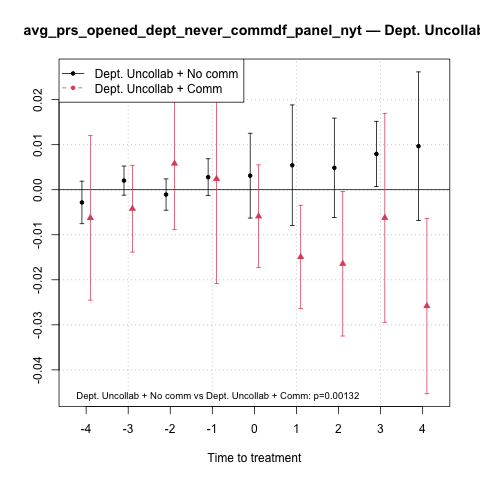 avg_prs_opened_dept_never_commdf_panel_nyt — Dept. Uncollab
Dept. Uncollab + No comm
Dept. Uncollab + Comm
0.02
0.01
0.00
-0.01
-0.02
-0.03
-0.04
Dept. Uncollab + No comm vs Dept. Uncollab + Comm: p=0.00132
-4 -3 -2 -1 0 1 2 3 4
Time to treatment